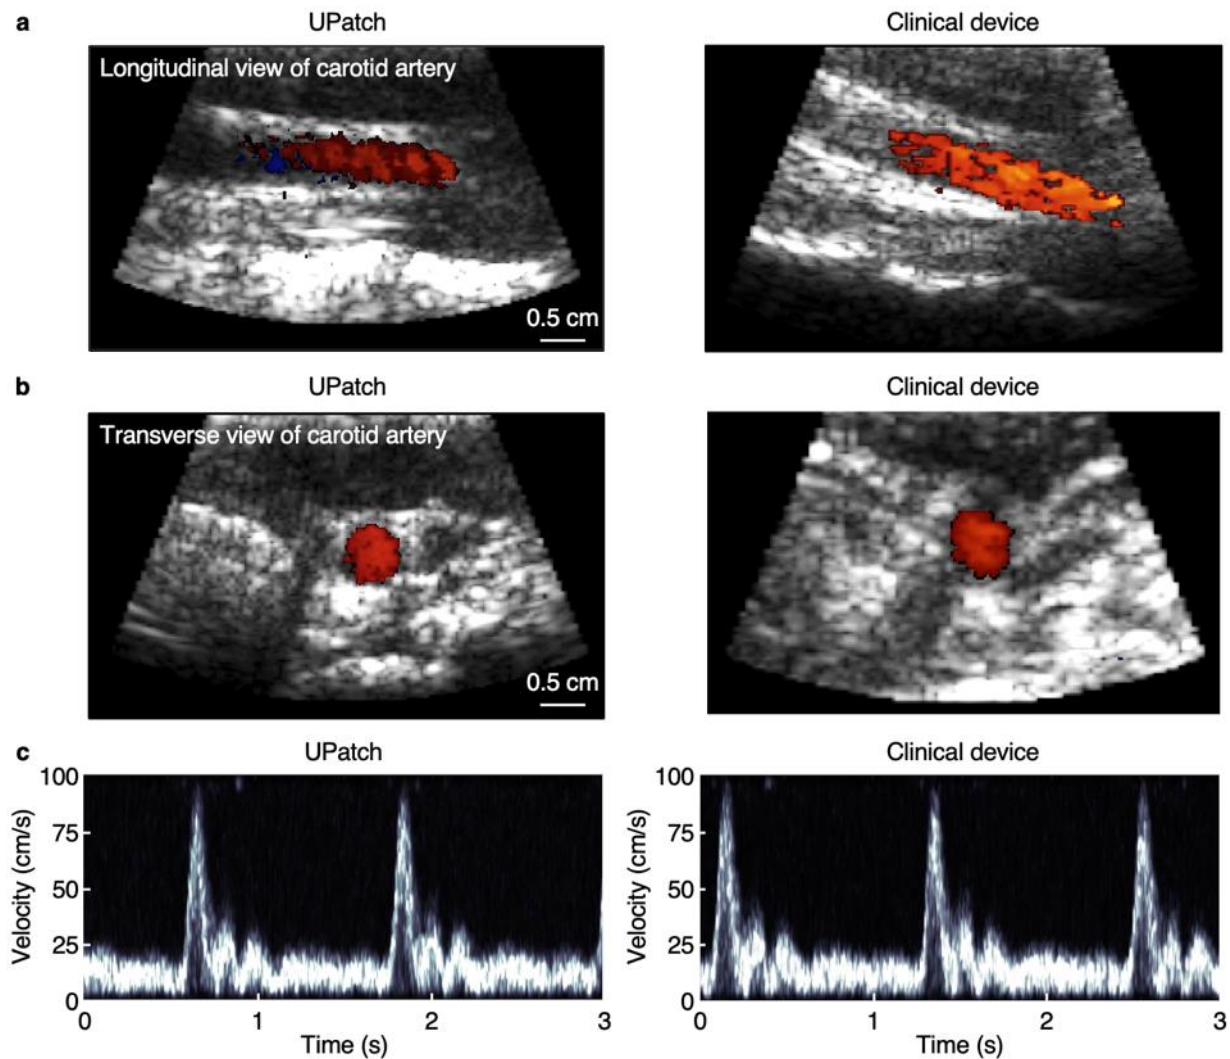 a
UPatch
Clinical device
Longitudinal view of carotid artery
0.5 cm
b
UPatch
Clinical device
Transverse view of carotid artery
0.5 cm
c
UPatch
Clinical device
100
75
50
25
0
Velocity (cm/s)
0 1 2 3
Time (s)
100
75
50
25
0
Velocity (cm/s)
0 1 2 3
Time (s)